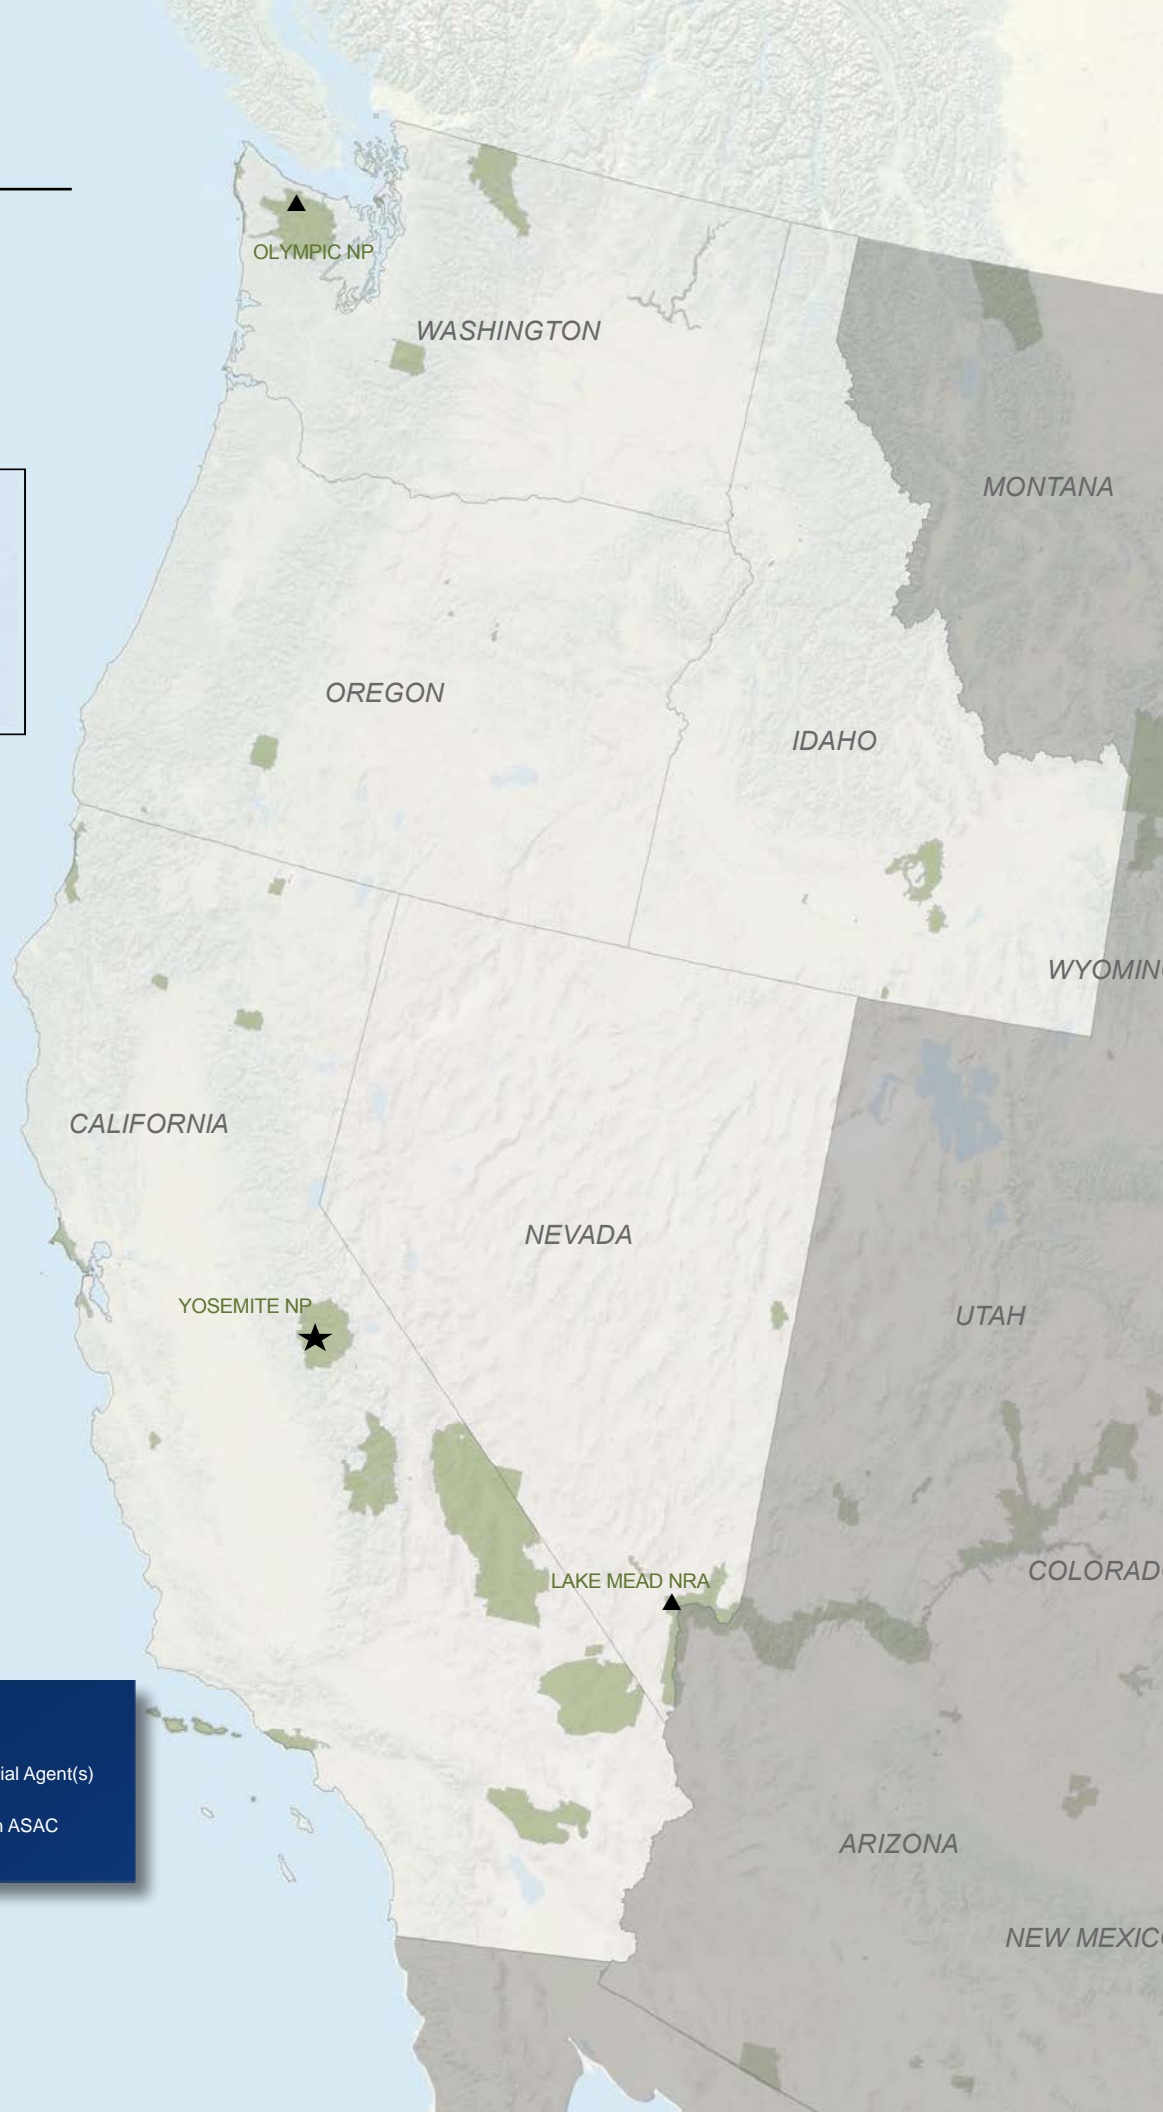 OLYMPIC NP
WASHINGTON
MONTANA
OREGON
IDAHO
WYOMIN
CALIFORNIA
NEVADA
YOSEMITE NP
UTAH
COLORAD
LAKE MEAD NRA
ial Agent(s)
ASAC
ARIZONA
NEW MEXIC